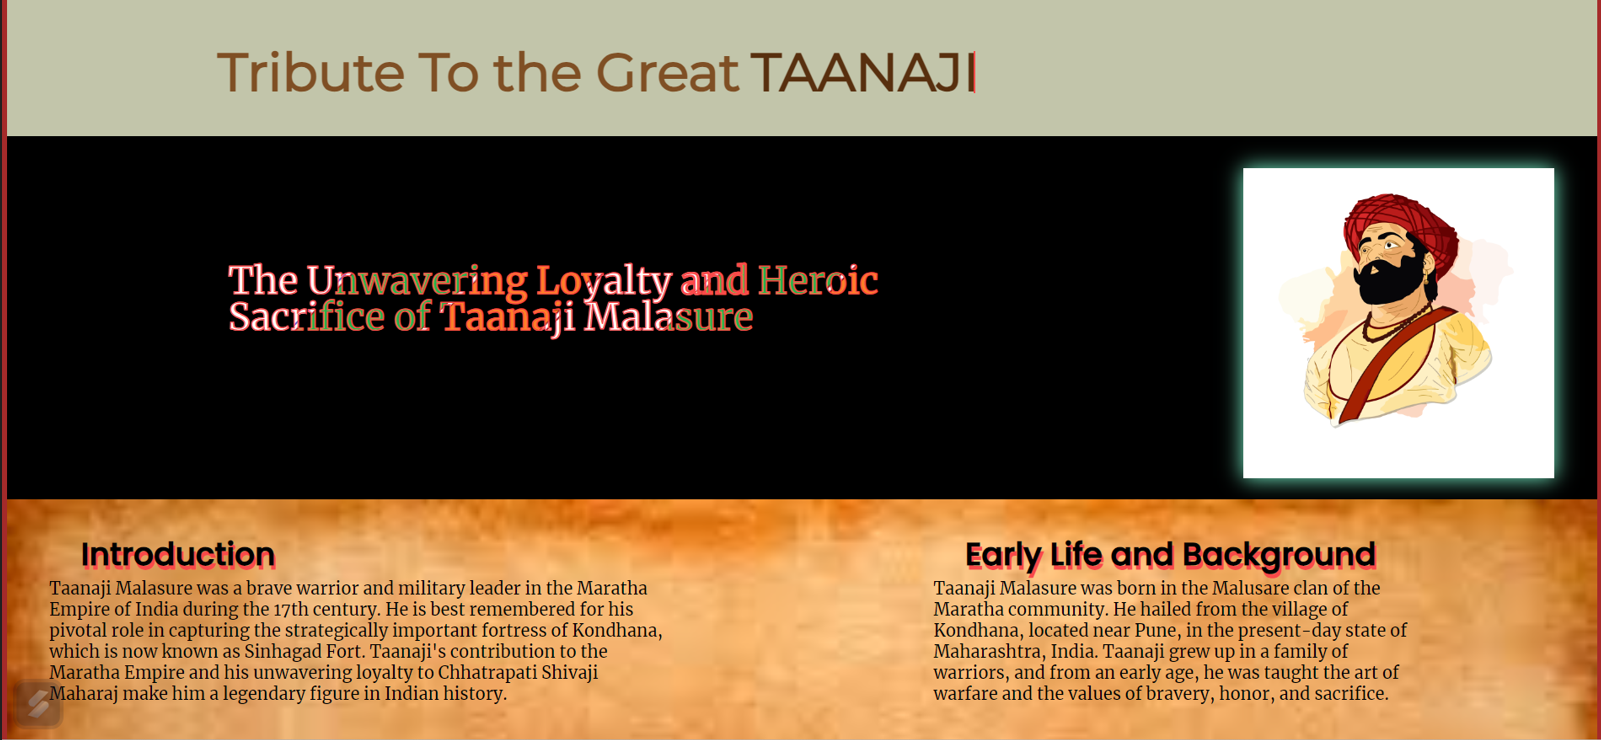 Tribute To the Great TAANAJI
The Unwavering Loyalty and Heroic
Sacrifice of Taanaji Malasure
Introduction
Taanaji Malasure was a brave warrior and military leader in the Maratha
Empire of India during the 17th century. He is best remembered for his
pivotal role in capturing the strategically important fortress of Kondhana,
which is now known as Sinhagad Fort. Taanaji's contribution to the
Maratha Empire and his unwavering loyalty to Chhatrapati Shivaji
Maharaj make him a legendary figure in Indian history.
Early Life and Background
Taanaji Malasure was born in the Malusare clan of the
Maratha community. He hailed from the village of
Kondhana, located near Pune, in the present-day state of
Maharashtra, India. Taanaji grew up in a family of
warriors, and from an early age, he was taught the art of
warfare and the values of bravery, honor, and sacrifice.